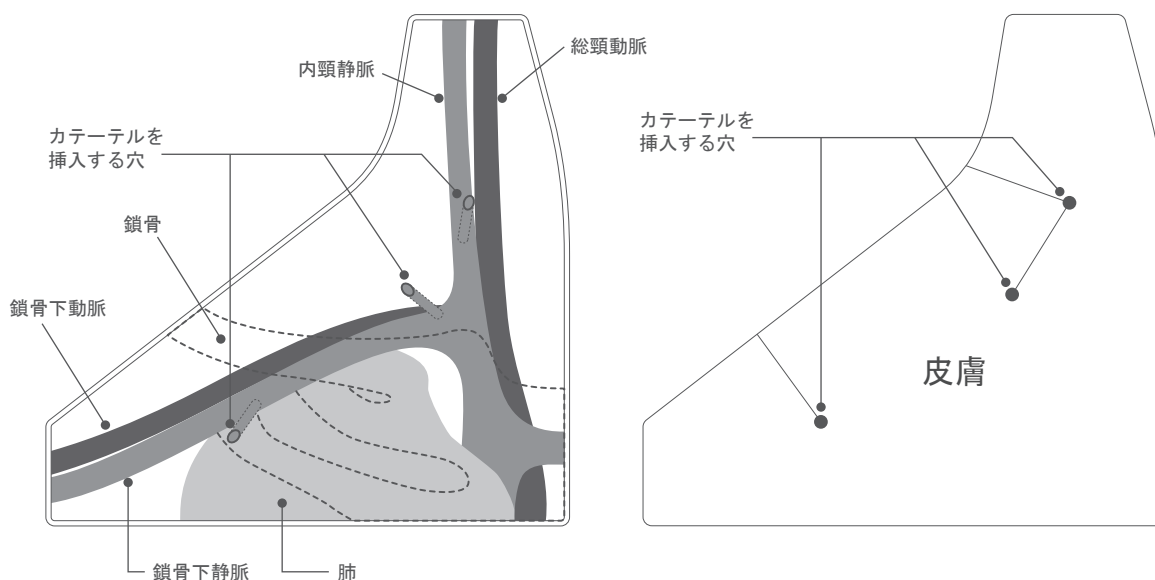 総頸動脈
内頸静脈
カテーテルを
挿入する穴
鎖骨
鎖骨下動脈
鎖骨下静脈
肺
カテーテルを
挿入する穴
皮膚